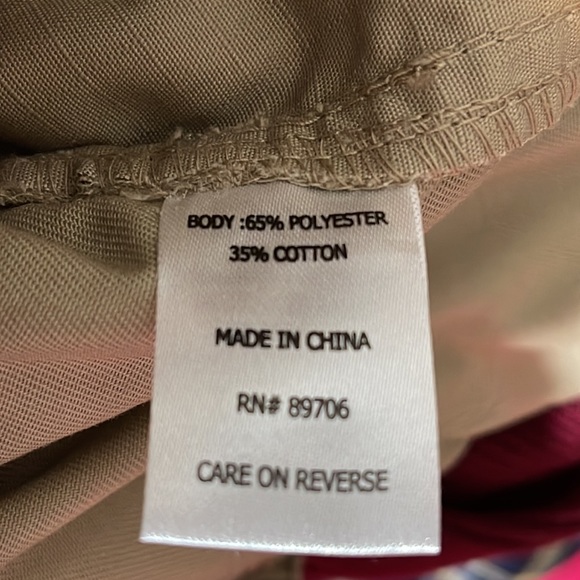 BODY :65% POLYESTER
35% COTTON
MADE IN CHINA
RN# 89706
CARE ON REVERSE